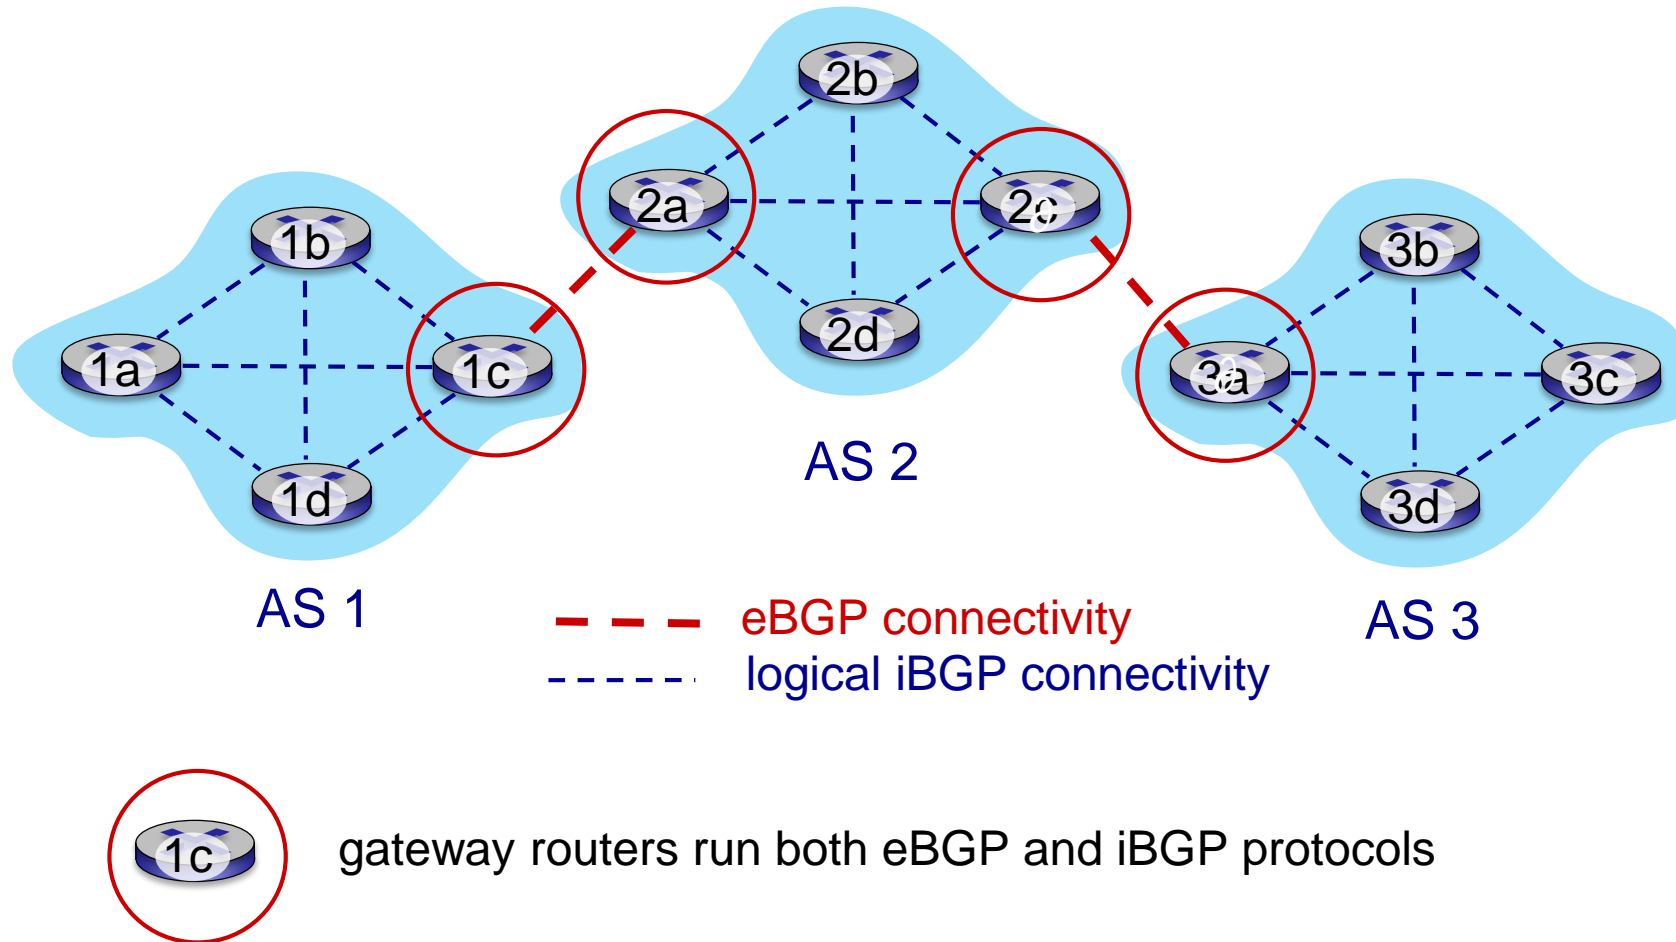 2b
2a
2c
1b
3b
2d
1a
1c
3a
3c
AS 2
1d
3d
AS 1
eBGP connectivity
AS 3
logical iBGP connectivity
1c
gateway routers run both eBGP and iBGP protocols